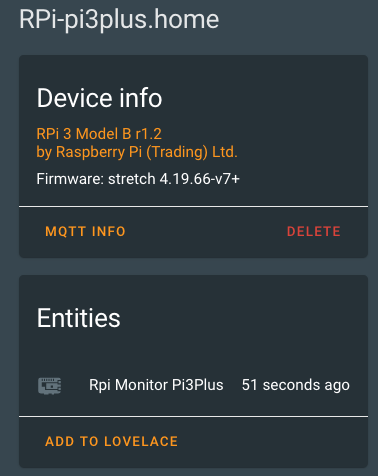 RPi-pi3plus.home
Device info
RPi 3 Model B r1.2
by Raspberry Pi (Trading) Ltd.
Firmware: stretch 4.19.66-v7+
MQTT INFO DELETE
Entities
Rpi Monitor Pi3Plus 51 seconds ago
ADD TO LOVELACE